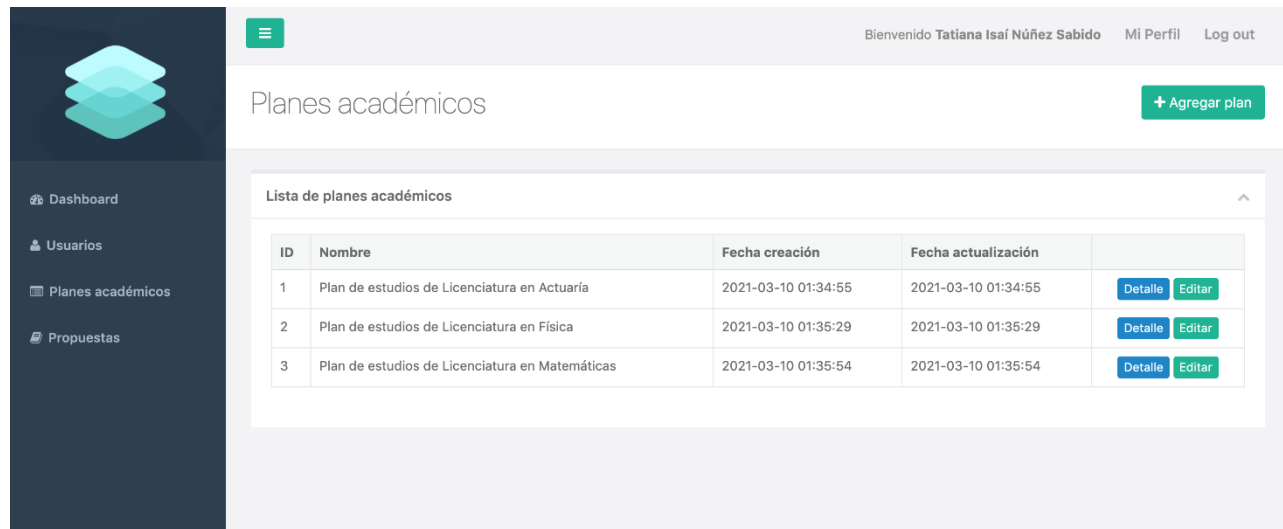 Bienvenido Tatiana Isaí Núñez Sabido Mi Perfil Log out
Planes académicos
+ Agregar plan
Dashboard
Usuarios
Planes académicos
Propuestas
Lista de planes académicos
ID Nombre Fecha creación Fecha actualización
1 Plan de estudios de Licenciatura en Actuaría 2021-03-10 01:34:55 2021-03-10 01:34:55 Detalle Editar
2 Plan de estudios de Licenciatura en Física 2021-03-10 01:35:29 2021-03-10 01:35:29 Detalle Editar
3 Plan de estudios de Licenciatura en Matemáticas 2021-03-10 01:35:54 2021-03-10 01:35:54 Detalle Editar